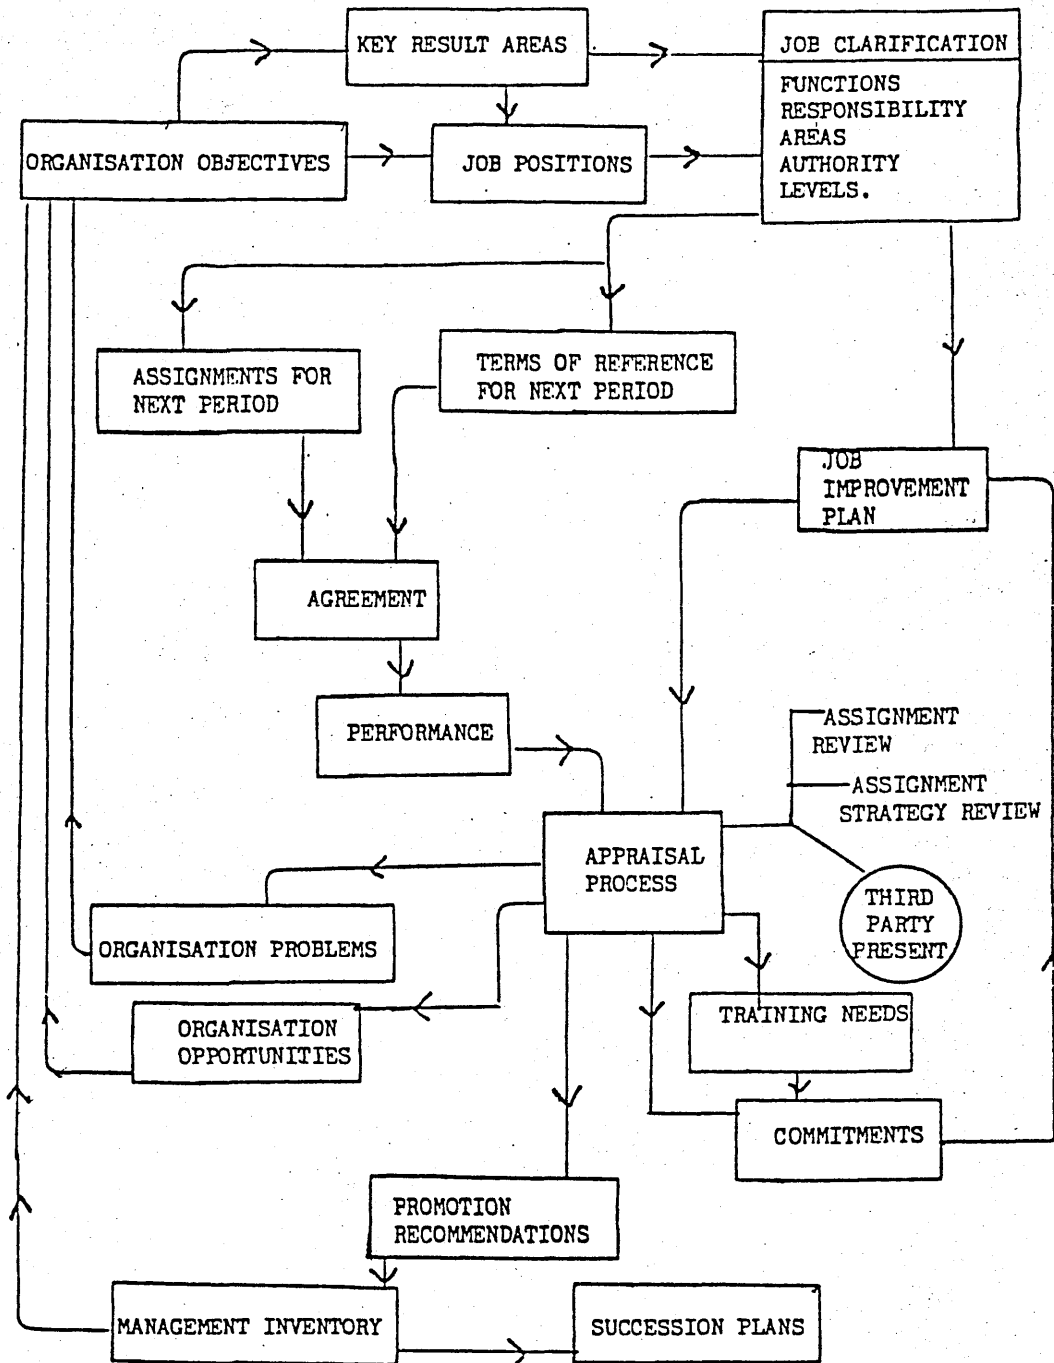 KEY RESULT AREAS
JOB CLARIFICATION
FUNCTIONS
RESPONSIBILITY
AREAS
AUTHORITY
LEVELS.
ORGANISATION OBJECTIVES
JOB POSITIONS
ASSIGNMENTS FOR
NEXT PERIOD
TERMS OF REFERENCE
FOR NEXT PERIOD
JOB
IMPROVEMENT
PLAN
AGREEMENT
PERFORMANCE
ASSIGNMENT
REVIEW
ASSIGNMENT
STRATEGY REVIEW
APPRAISAL
PROCESS
THIRD
PARTY
PRESENT
ORGANISATION PROBLEMS
ORGANISATION
OPPORTUNITIES
TRAINING NEEDS
COMMITMENTS
PROMOTION
RECOMMENDATIONS
MANAGEMENT INVENTORY
SUCCESSION PLANS